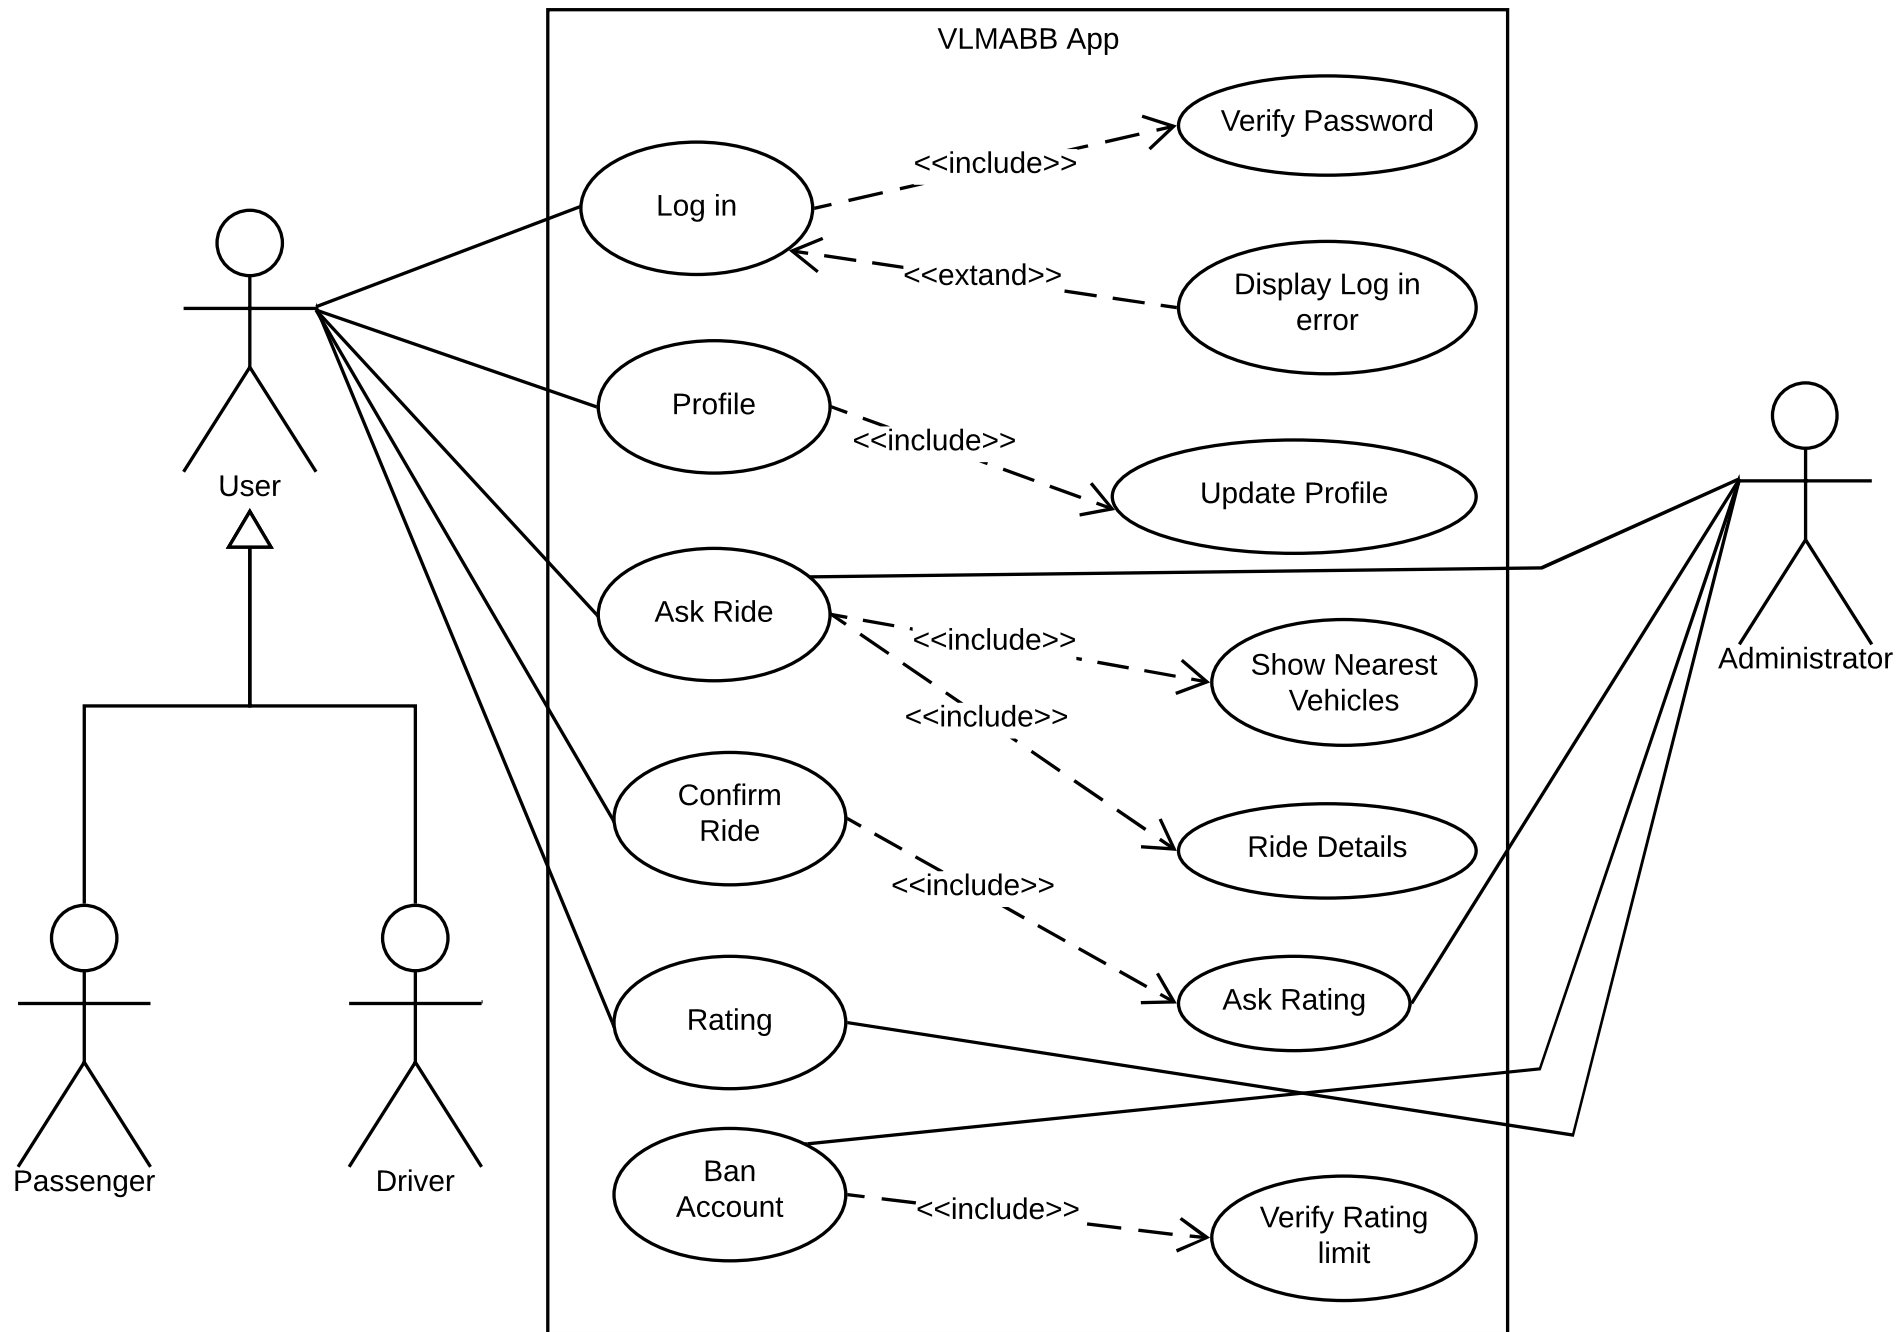 VLMABB App
Verify Password
<<include>>
Log in
<<extand>>
Display Log in
error
Profile
<<include>>
User
Update Profile
Ask Ride
<<include>>
Show Nearest
Vehicles
Administrator
<<include>>
Confirm
Ride
Ride Details
<<include>>
Ask Rating
Rating
Passenger
Driver
Ban
Account
<<include>>
Verify Rating
limit